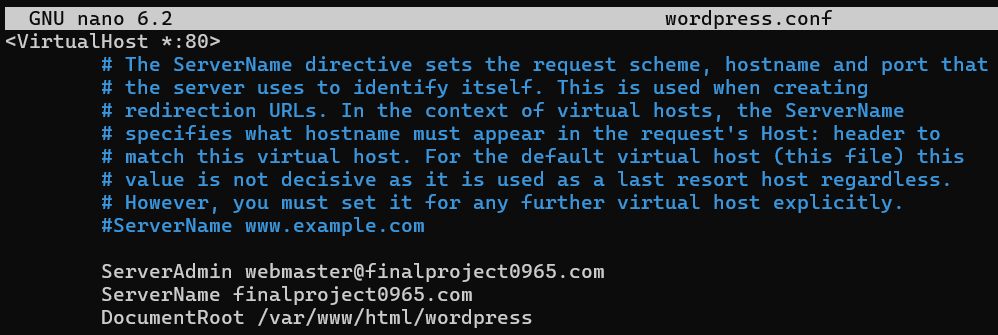 GNU nano 6.2 wordpress.conf
<VirtualHost *:80>
# The ServerName directive sets the request scheme, hostname and port that
# the server uses to identify itself. This is used when creating
# redirection URLs. In the context of virtual hosts, the ServerName
# specifies what hostname must appear in the request's Host: header to
# match this virtual host. For the default virtual host (this file) this
# value is not decisive as it is used as a last resort host regardless.
# However, you must set it for any further virtual host explicitly.
#ServerName www.example.com
ServerAdmin webmaster@finalproject0965.com
ServerName finalproject0965.com
DocumentRoot /var/www/html/wordpress